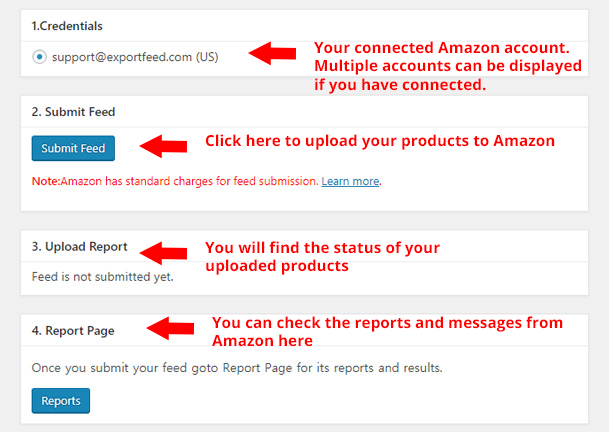 1.Credentials
support@exportfeed.com (US)
Your connected Amazon account.
Multiple accounts can be displayed
if you have connected.
2. Submit Feed
Submit Feed
Click here to upload your products to Amazon
Note:Amazon has standard charges for feed submission. Learn more.
3. Upload Report
You will find the status of your
uploaded products
Feed is not submitted yet.
4. Report Page
You can check the reports and messages from
Amazon here
Once you submit your feed goto Report Page for its reports and results.
Reports